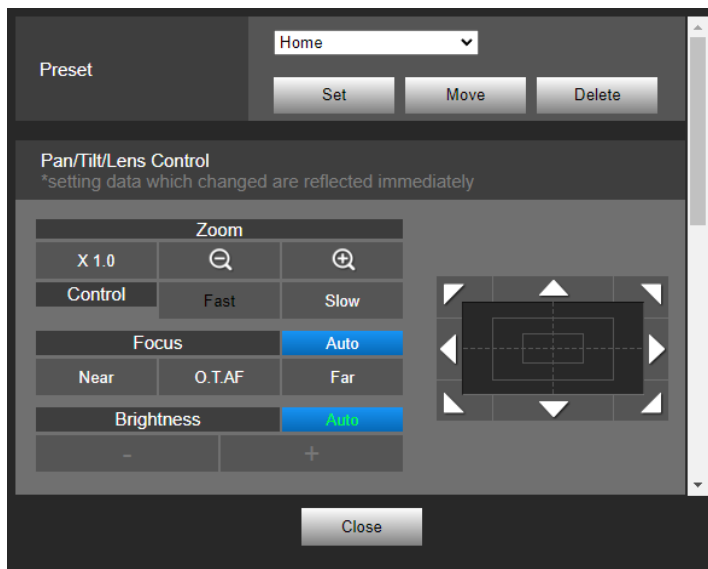 Preset
Home
Set Move Delete
Pan/Tilt/Lens Control
*setting data which changed are reflected immediately
Zoom
X 1.0
Control Fast Slow
Focus Auto
Near O.T.AF Far
Brightness Auto
- +
Close